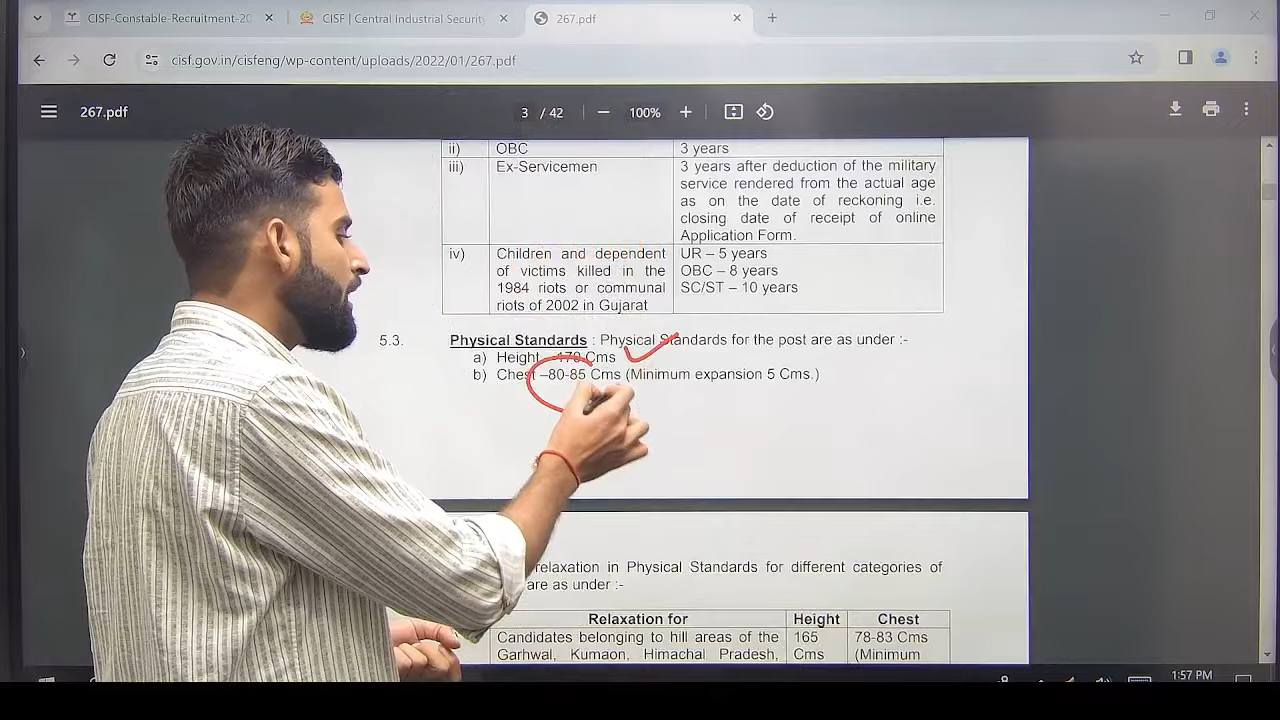 CISF-Constable-Recruitment-20
CISF | Central Industrial Security
267.pdf
cisf.gov.in/cisfeng/wp-content/uploads/2022/01/267.pdf
267.pdf
3 / 42
100%
ii) OBC 3 years
iii) Ex-Servicemen 3 years after deduction of the military
service rendered from the actual age
as on the date of reckoning i.e.
closing date of receipt of online
Application Form.
iv) Children and dependent UR – 5 years
of victims killed in the OBC – 8 years
1984 riots or communal SC/ST – 10 years
riots of 2002 in Gujarat
5.3. Physical Standards : Physical Standards for the post are as under :-
a) Height – 170 Cms
b) Chest –80-85 Cms (Minimum expansion 5 Cms.)
relaxation in Physical Standards for different categories of
are as under :-
Relaxation for Height Chest
Candidates belonging to hill areas of the 165 78-83 Cms
Garhwal, Kumaon, Himachal Pradesh, Cms (Minimum
1:57 PM